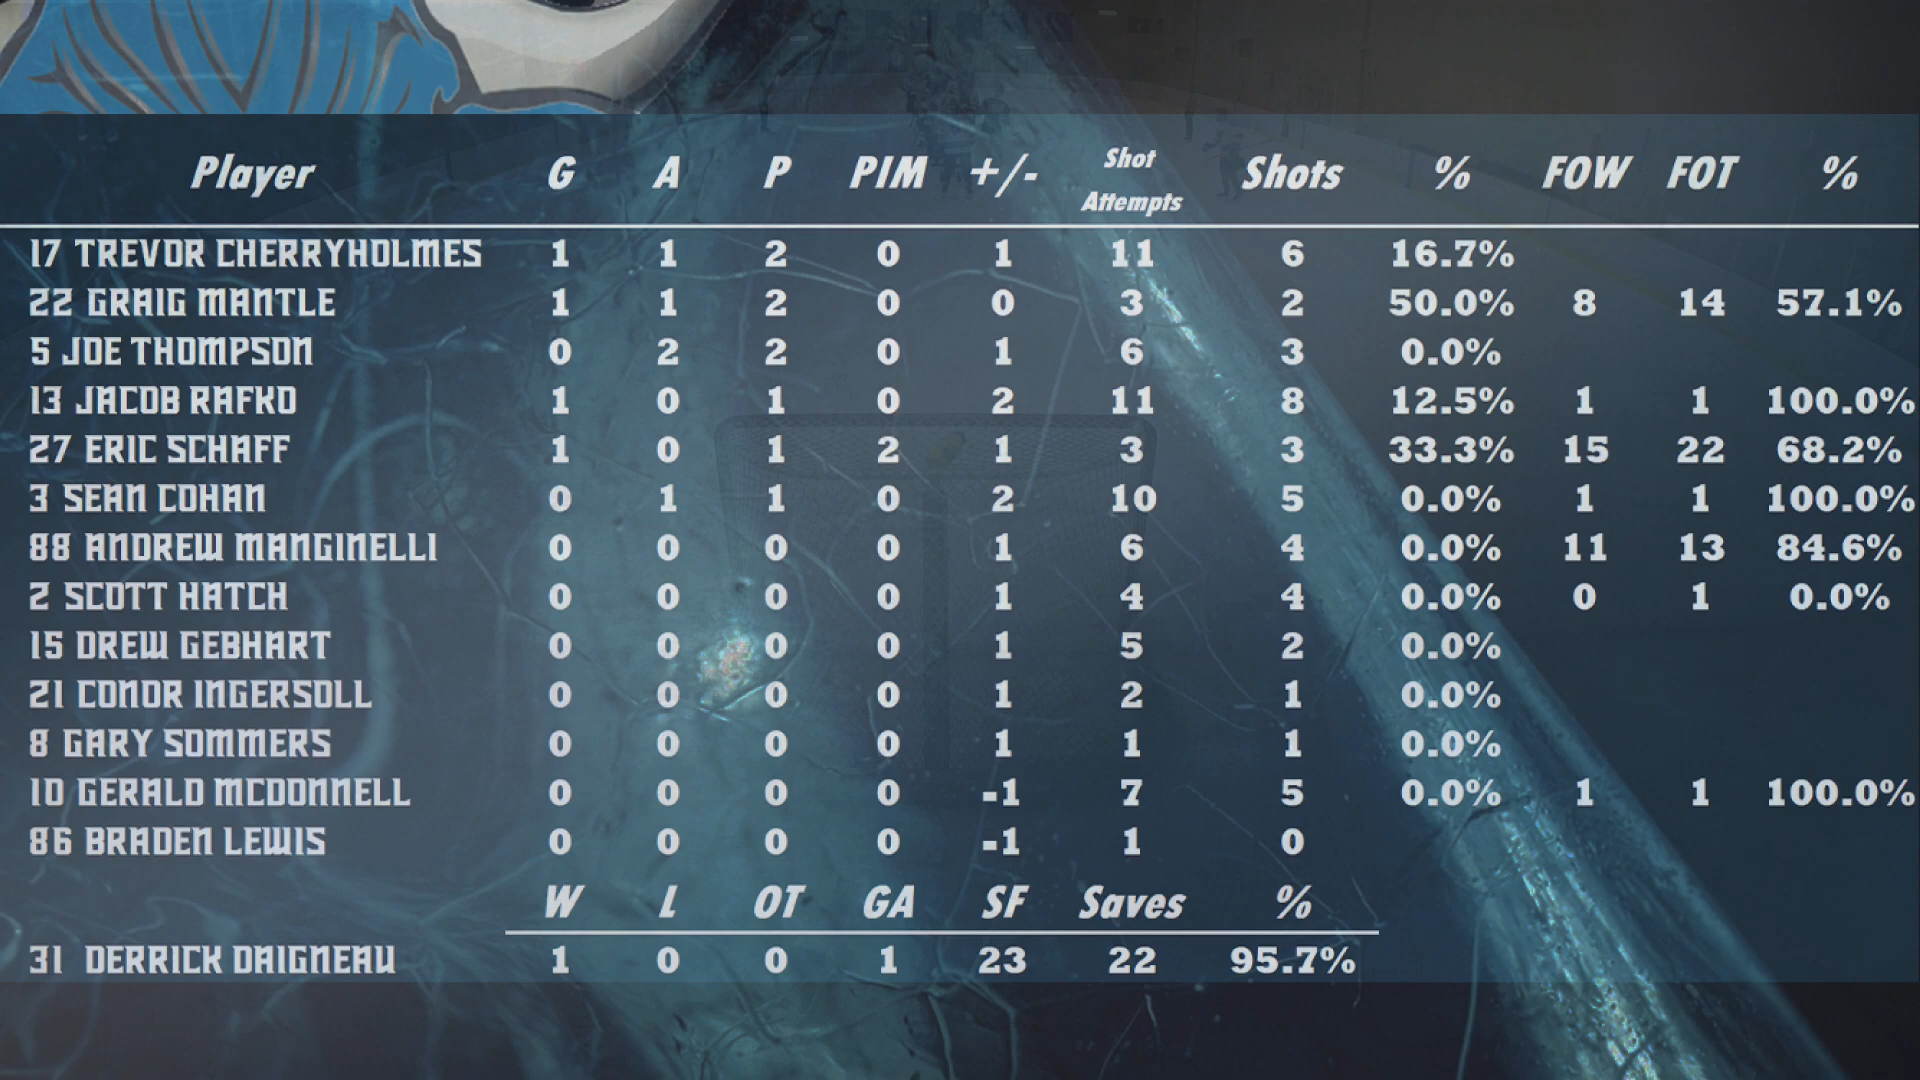 Player G A P PIM +/- Shot Attempts Shots % FOW FOT %
17 TREVOR CHERRYHOLMES 1 1 2 0 1 11 6 16.7%
22 GRAIG MANTLE 1 1 2 0 0 3 2 50.0% 8 14 57.1%
5 JOE THOMPSON 0 2 2 0 1 6 3 0.0%
13 JACOB RAFKO 1 0 1 0 2 11 8 12.5% 1 1 100.0%
27 ERIC SCHAFF 1 0 1 2 1 3 3 33.3% 15 22 68.2%
3 SEAN COHAN 0 1 1 0 2 10 5 0.0% 1 1 100.0%
88 ANDREW MANGINELLI 0 0 0 0 1 6 4 0.0% 11 13 84.6%
2 SCOTT HATCH 0 0 0 0 1 4 4 0.0% 0 1 0.0%
15 DREW GEBHART 0 0 0 0 1 5 2 0.0%
21 CONOR INGERSOLL 0 0 0 0 1 2 1 0.0%
8 GARY SOMMERS 0 0 0 0 1 1 1 0.0%
10 GERALD MCDONNELL 0 0 0 0 -1 7 5 0.0% 1 1 100.0%
86 BRADEN LEWIS 0 0 0 0 -1 1 0
W L OT GA SF Saves %
31 DERRICK DAIGNEAU 1 0 0 1 23 22 95.7%